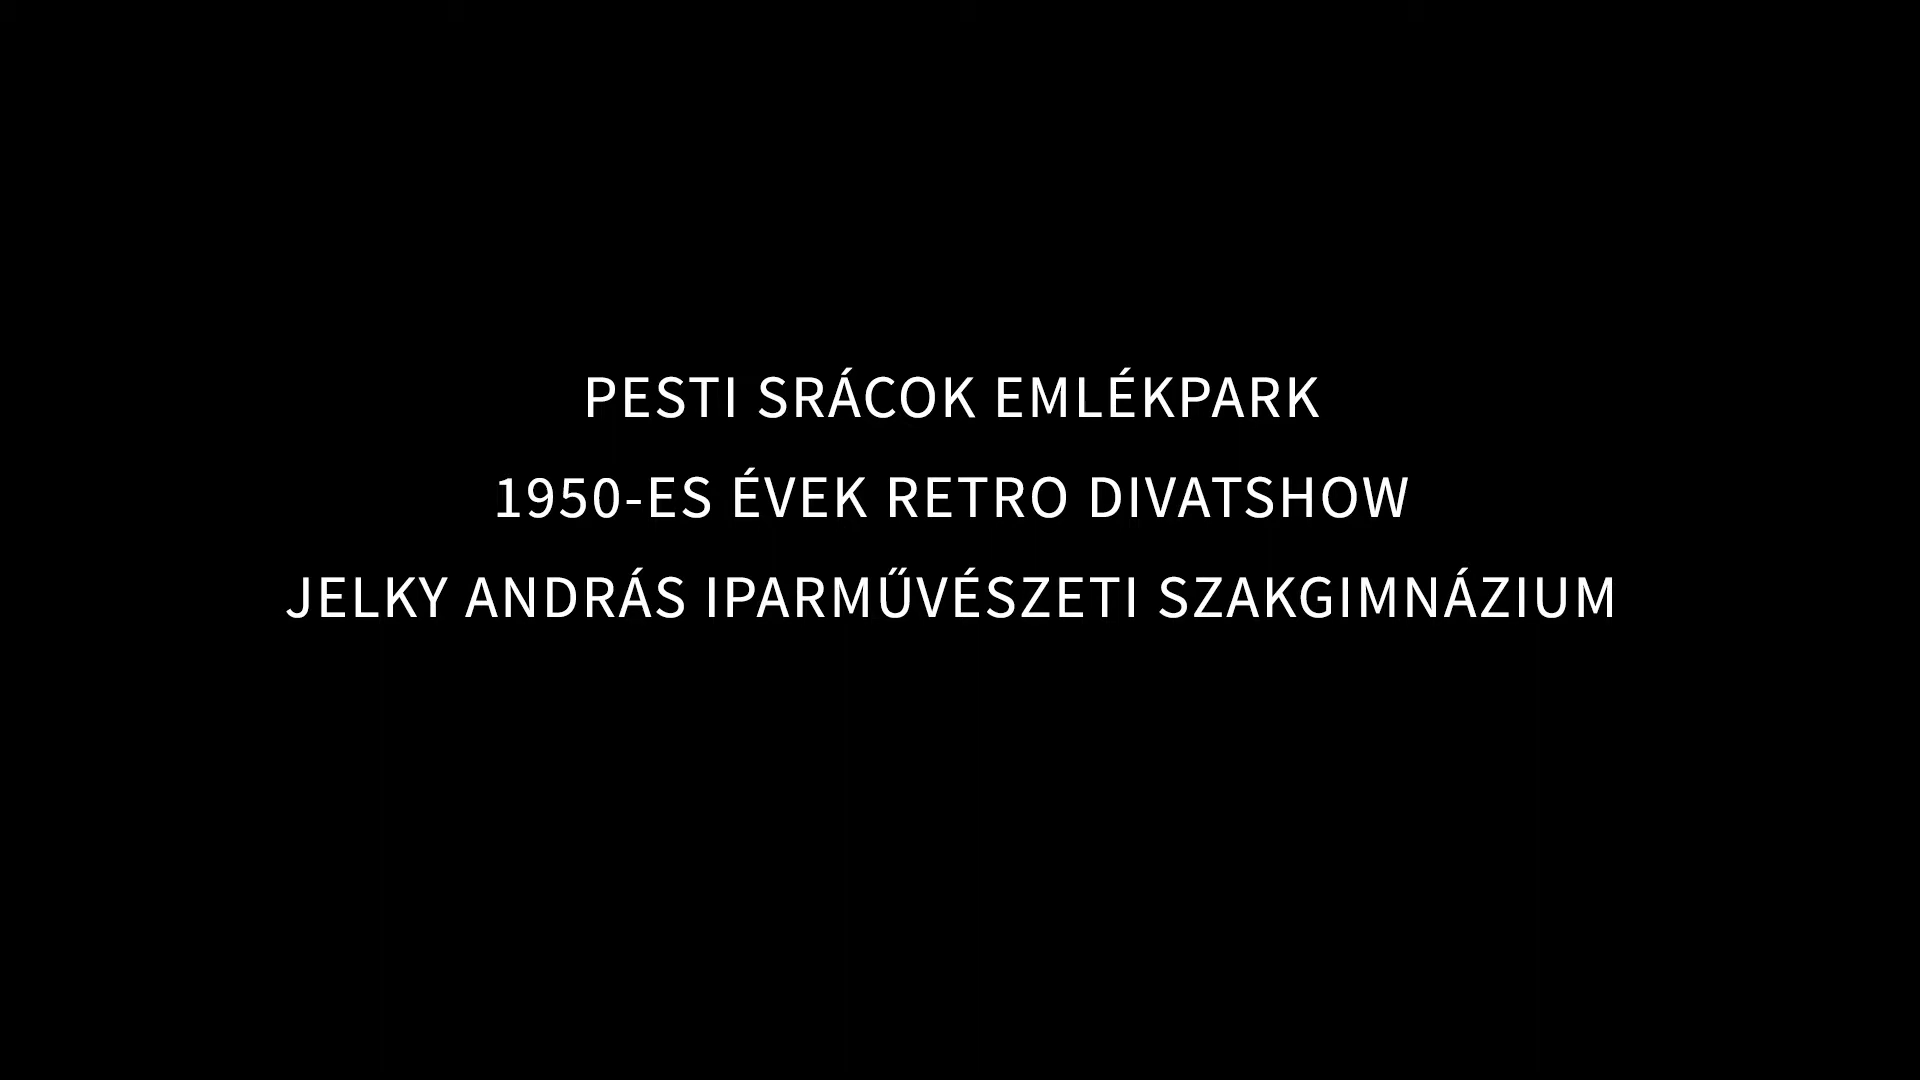 PESTI SRÁCOK EMLÉKPARK
1950-ES ÉVEK RETRO DIVATSHOW
JELKY ANDRÁS IPARMŰVÉSZETI SZAKGIMNÁZIUM